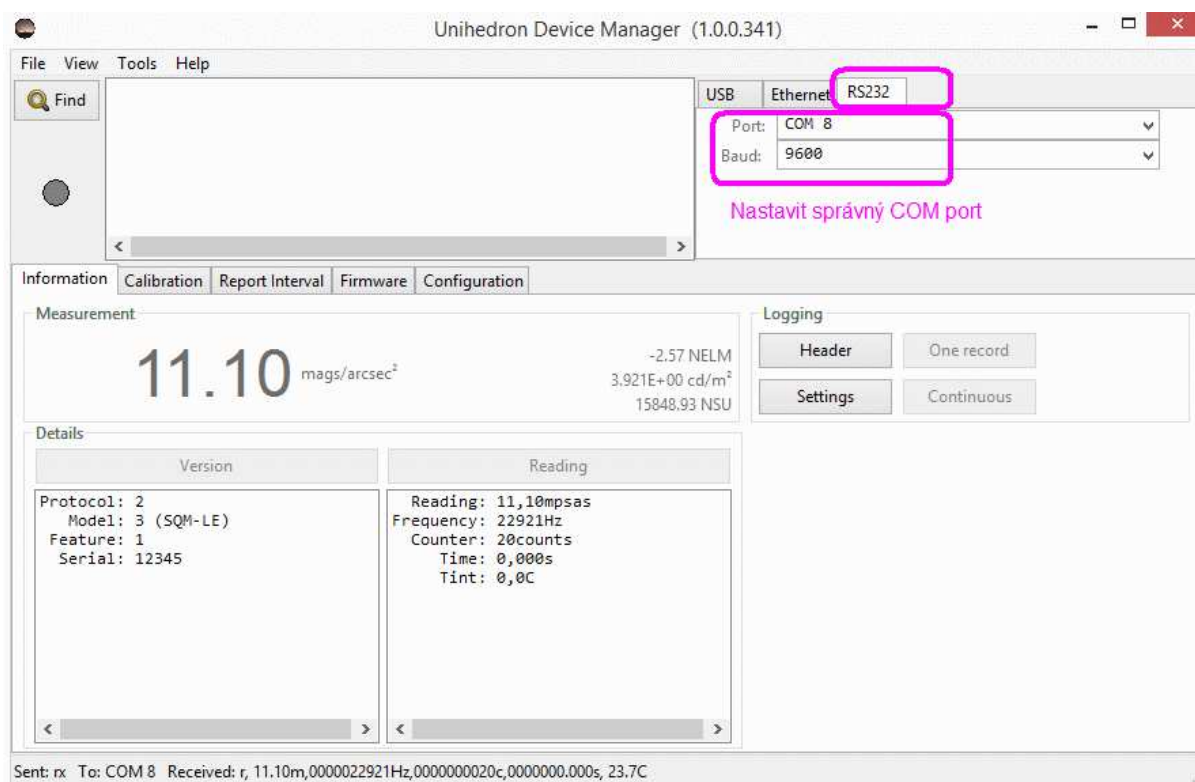 Unihedron Device Manager (1.0.0.341)
File View Tools Help
Find
USB Ethernet RS232
Port: COM 8
Baud: 9600
Nastavit správný COM port
Information Calibration Report Interval Firmware Configuration
Measurement
11.10 mags/arcsec²
-2.57 NELM
3.921E+00 cd/m²
15848.93 NSU
Logging
Header One record
Settings Continuous
Details
Version
Protocol: 2
Model: 3 (SQM-LE)
Feature: 1
Serial: 12345
Reading
Reading: 11,10mpsas
Frequency: 22921Hz
Counter: 20counts
Time: 0,000s
Tint: 0,0C
Sent: rx To: COM 8 Received: r, 11.10m,0000022921Hz,0000000020c,0000000.000s, 23.7C